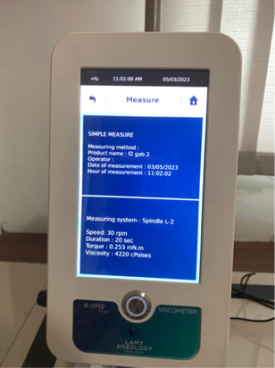 11:02:08 AM 05/03/2023
Measure
SIMPLE MEASURE
Measuring method :
Product name : f2 gab 2
Operator :
Date of measurement : 03/05/2023
Hour of measurement : 11:02:02
Measuring system : Spindle L-2
Speed: 30 rpm
Duration : 20 sec
Torque : 0.253 mN.m
Viscosity : 4220 cPoises
B-ONE
VISCOMETER
LAMY
RHEOLOGY